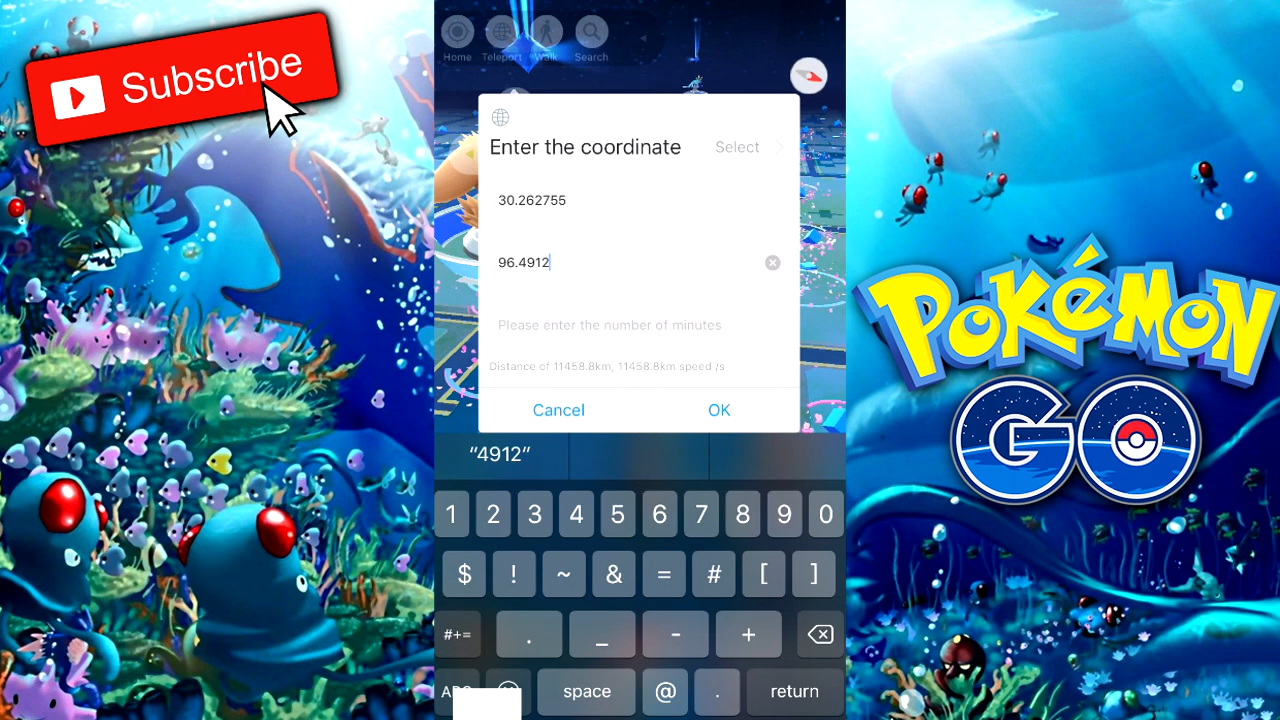 Subscribe
Home Teleport Walk Search
Enter the coordinate Select
30.262755
96.4912
Please enter the number of minutes
Distance of 11458.8km, 11458.8km speed /s
Cancel OK
"4912"
1 2 3 4 5 6 7 8 9 0
$ ! ~ & = # [ ]
#+= . _ - +
ABC space @ . return
POKéMON
GO